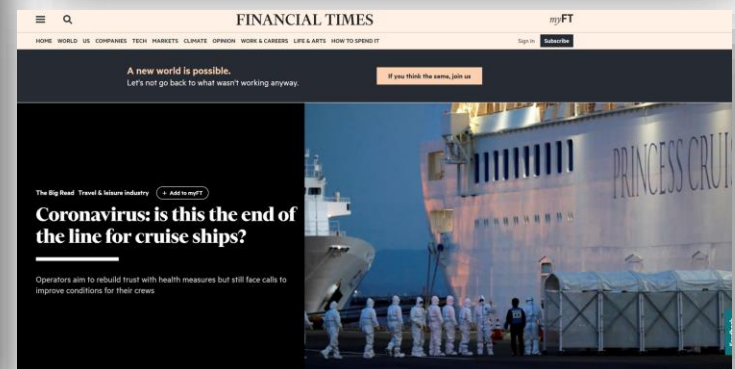 FINANCIAL TIMES
myFT
HOME WORLD US COMPANIES TECH MARKETS CLIMATE OPINION WORK & CAREERS LIFE & ARTS HOW TO SPEND IT
Sign In Subscribe
A new world is possible.
Let's not go back to what wasn't working anyway.
If you think the same, join us
The Big Read Travel & leisure industry + Add to myFT
Coronavirus: is this the end of
the line for cruise ships?
Operators aim to rebuild trust with health measures but still face calls to
improve conditions for their crews
PRINCESS CRUI